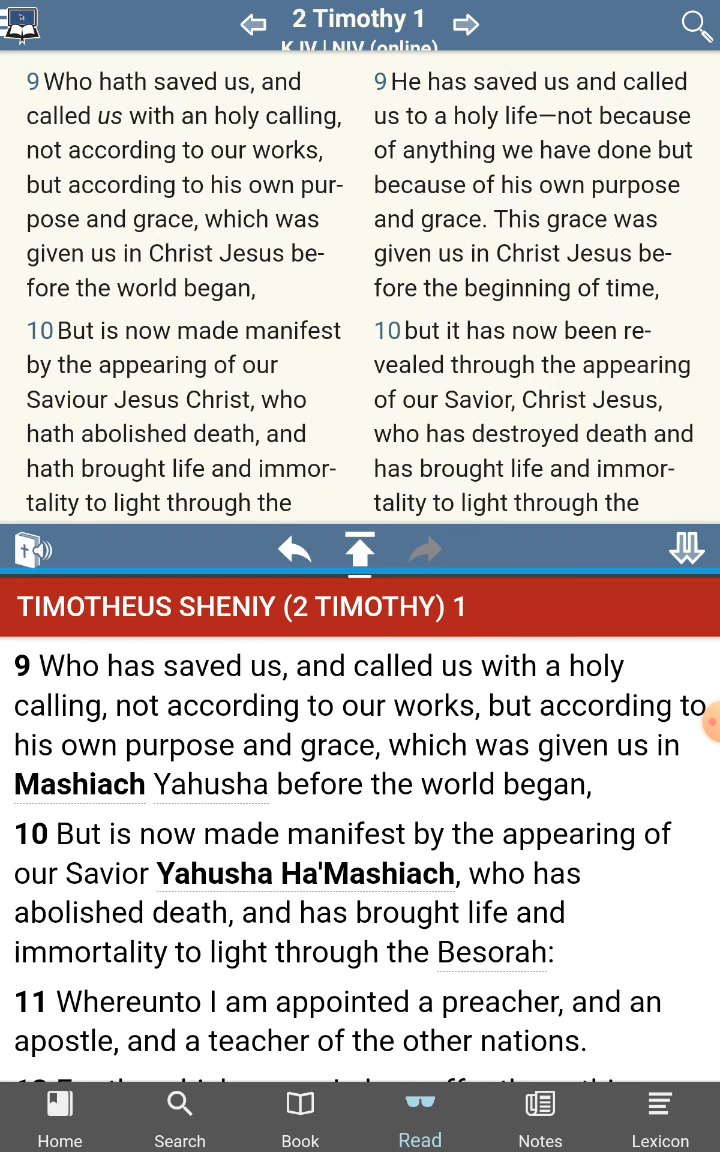 2 Timothy 1
KJV | NIV (online)
9 Who hath saved us, and
called us with an holy calling,
not according to our works,
but according to his own pur-
pose and grace, which was
given us in Christ Jesus be-
fore the world began,
10 But is now made manifest
by the appearing of our
Saviour Jesus Christ, who
hath abolished death, and
hath brought life and immor-
tality to light through the
9 He has saved us and called
us to a holy life—not because
of anything we have done but
because of his own purpose
and grace. This grace was
given us in Christ Jesus be-
fore the beginning of time,
10 but it has now been re-
vealed through the appearing
of our Savior, Christ Jesus,
who has destroyed death and
has brought life and immor-
tality to light through the
TIMOTHEUS SHENIY (2 TIMOTHY) 1
9 Who has saved us, and called us with a holy
calling, not according to our works, but according to
his own purpose and grace, which was given us in
Mashiach Yahusha before the world began,
10 But is now made manifest by the appearing of
our Savior Yahusha Ha'Mashiach, who has
abolished death, and has brought life and
immortality to light through the Besorah:
11 Whereunto I am appointed a preacher, and an
apostle, and a teacher of the other nations.
Home
Search
Book
Read
Notes
Lexicon